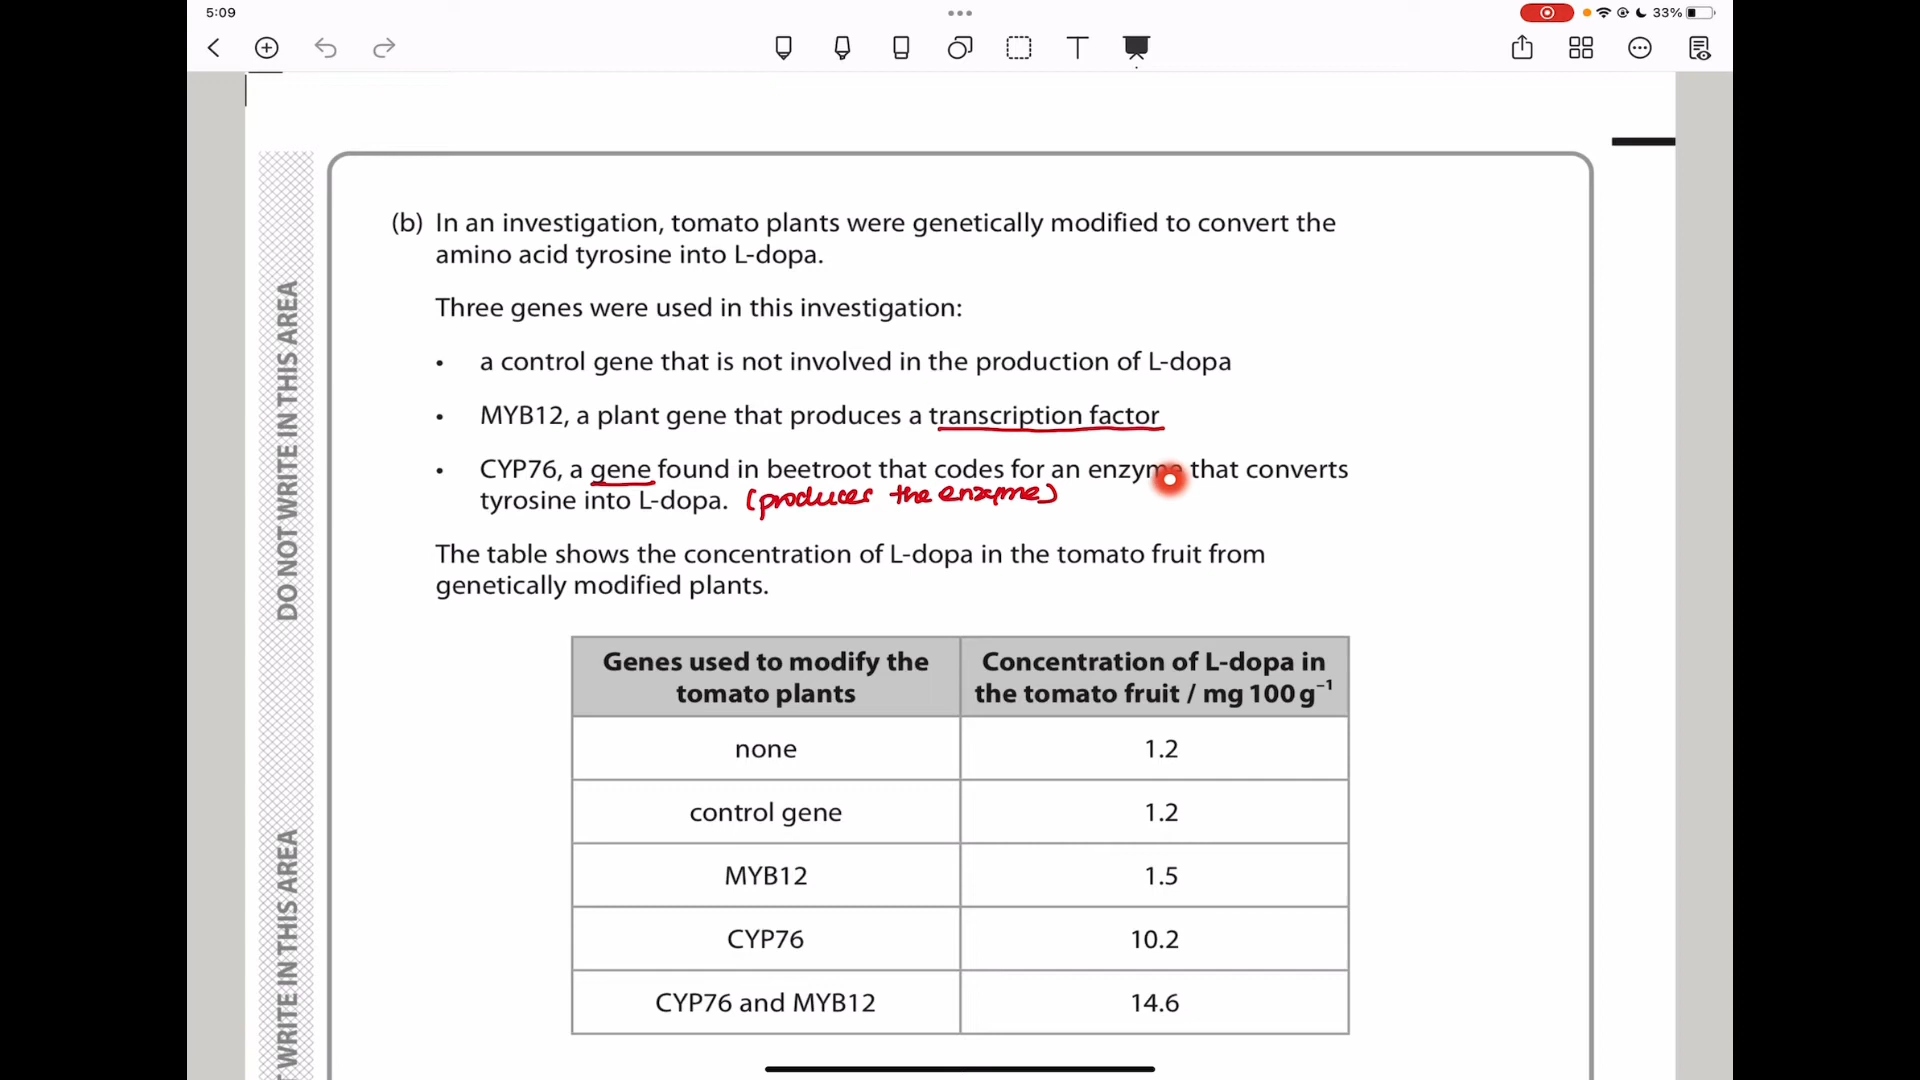 5:09
33%
(b) In an investigation, tomato plants were genetically modified to convert the
amino acid tyrosine into L-dopa.
Three genes were used in this investigation:
• a control gene that is not involved in the production of L-dopa
• MYB12, a plant gene that produces a transcription factor
• CYP76, a gene found in beetroot that codes for an enzyme that converts
tyrosine into L-dopa. (produces the enzyme)
The table shows the concentration of L-dopa in the tomato fruit from
genetically modified plants.
Genes used to modify the
tomato plants
Concentration of L-dopa in
the tomato fruit / mg 100 g⁻¹
none 1.2
control gene 1.2
MYB12 1.5
CYP76 10.2
CYP76 and MYB12 14.6
DO NOT WRITE IN THIS AREA
WRITE IN THIS AREA